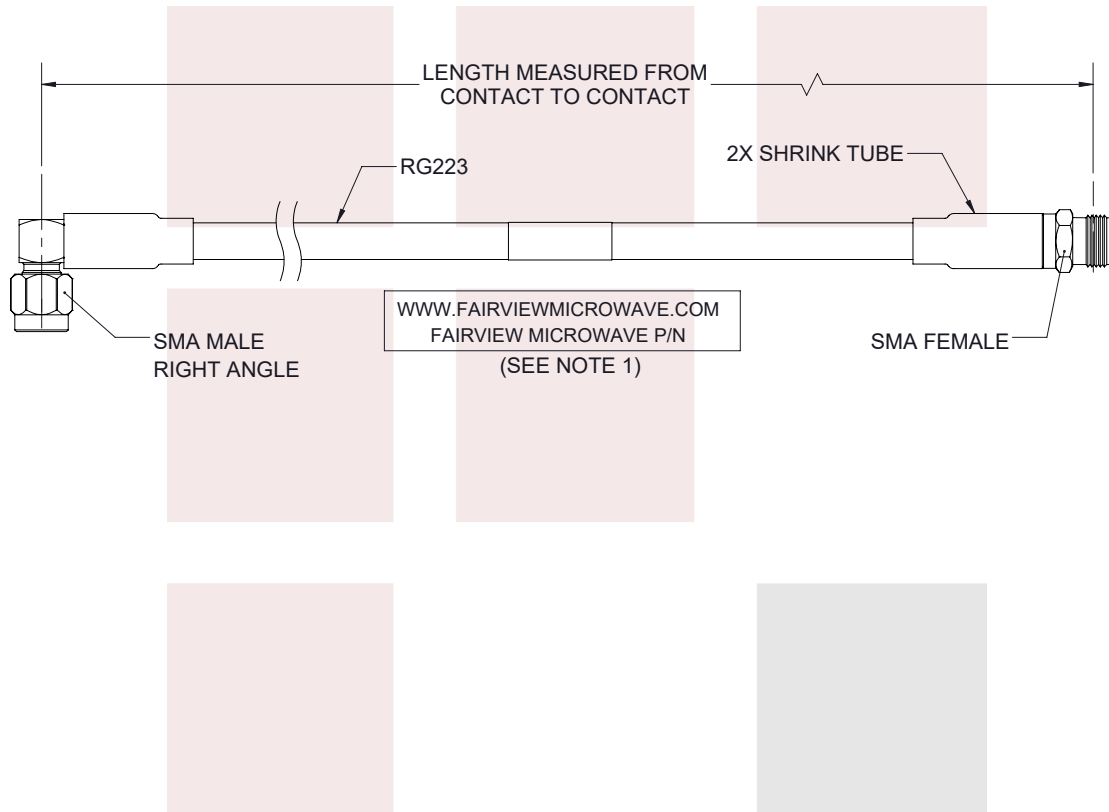 LENGTH MEASURED FROM
CONTACT TO CONTACT
RG223
2X SHRINK TUBE
WWW.FAIRVIEWMICROWAVE.COM
FAIRVIEW MICROWAVE P/N
(SEE NOTE 1)
SMA MALE
RIGHT ANGLE
SMA FEMALE